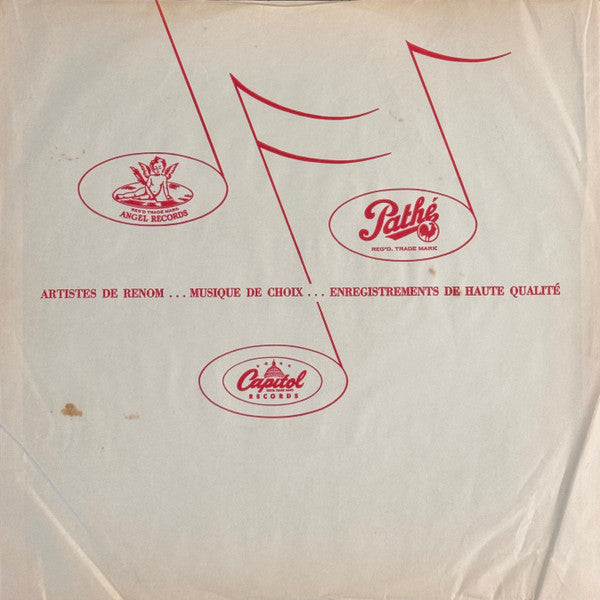 REG'D TRADE MARK
ANGEL RECORDS
Pathé
REG'D. TRADE MARK
ARTISTES DE RENOM ... MUSIQUE DE CHOIX ... ENREGISTREMENTS DE HAUTE QUALITÉ
Capitol
RECORDS